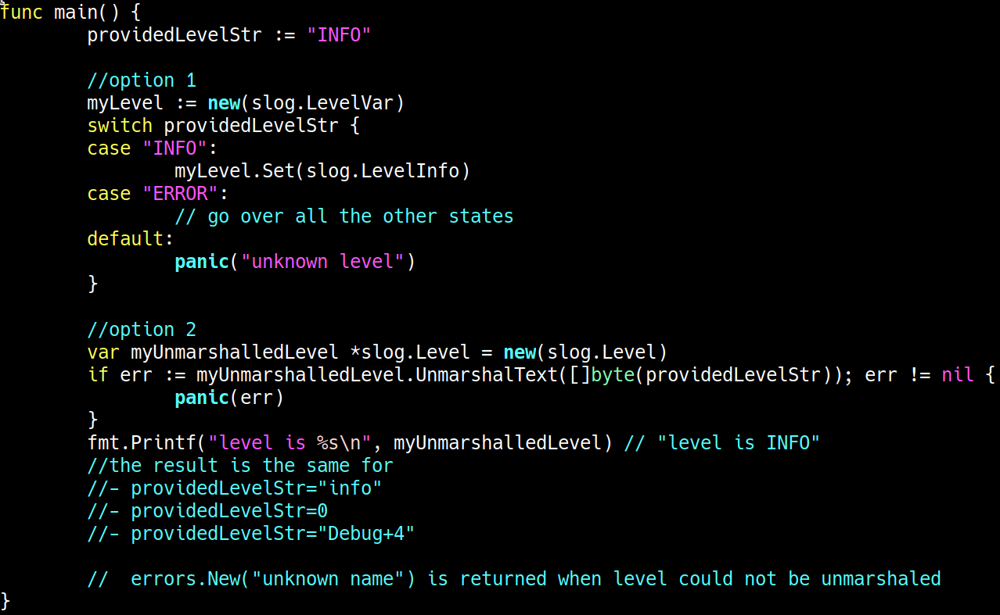 func main() {
        providedLevelStr := "INFO"

        //option 1
        myLevel := new(slog.LevelVar)
        switch providedLevelStr {
        case "INFO":
                myLevel.Set(slog.LevelInfo)
        case "ERROR":
                // go over all the other states
        default:
                panic("unknown level")
        }

        //option 2
        var myUnmarshalledLevel *slog.Level = new(slog.Level)
        if err := myUnmarshalledLevel.UnmarshalText([]byte(providedLevelStr)); err != nil {
                panic(err)
        }
        fmt.Printf("level is %s\n", myUnmarshalledLevel) // "level is INFO"
        //the result is the same for
        //- providedLevelStr="info"
        //- providedLevelStr=0
        //- providedLevelStr="Debug+4"

        //  errors.New("unknown name") is returned when level could not be unmarshaled
}